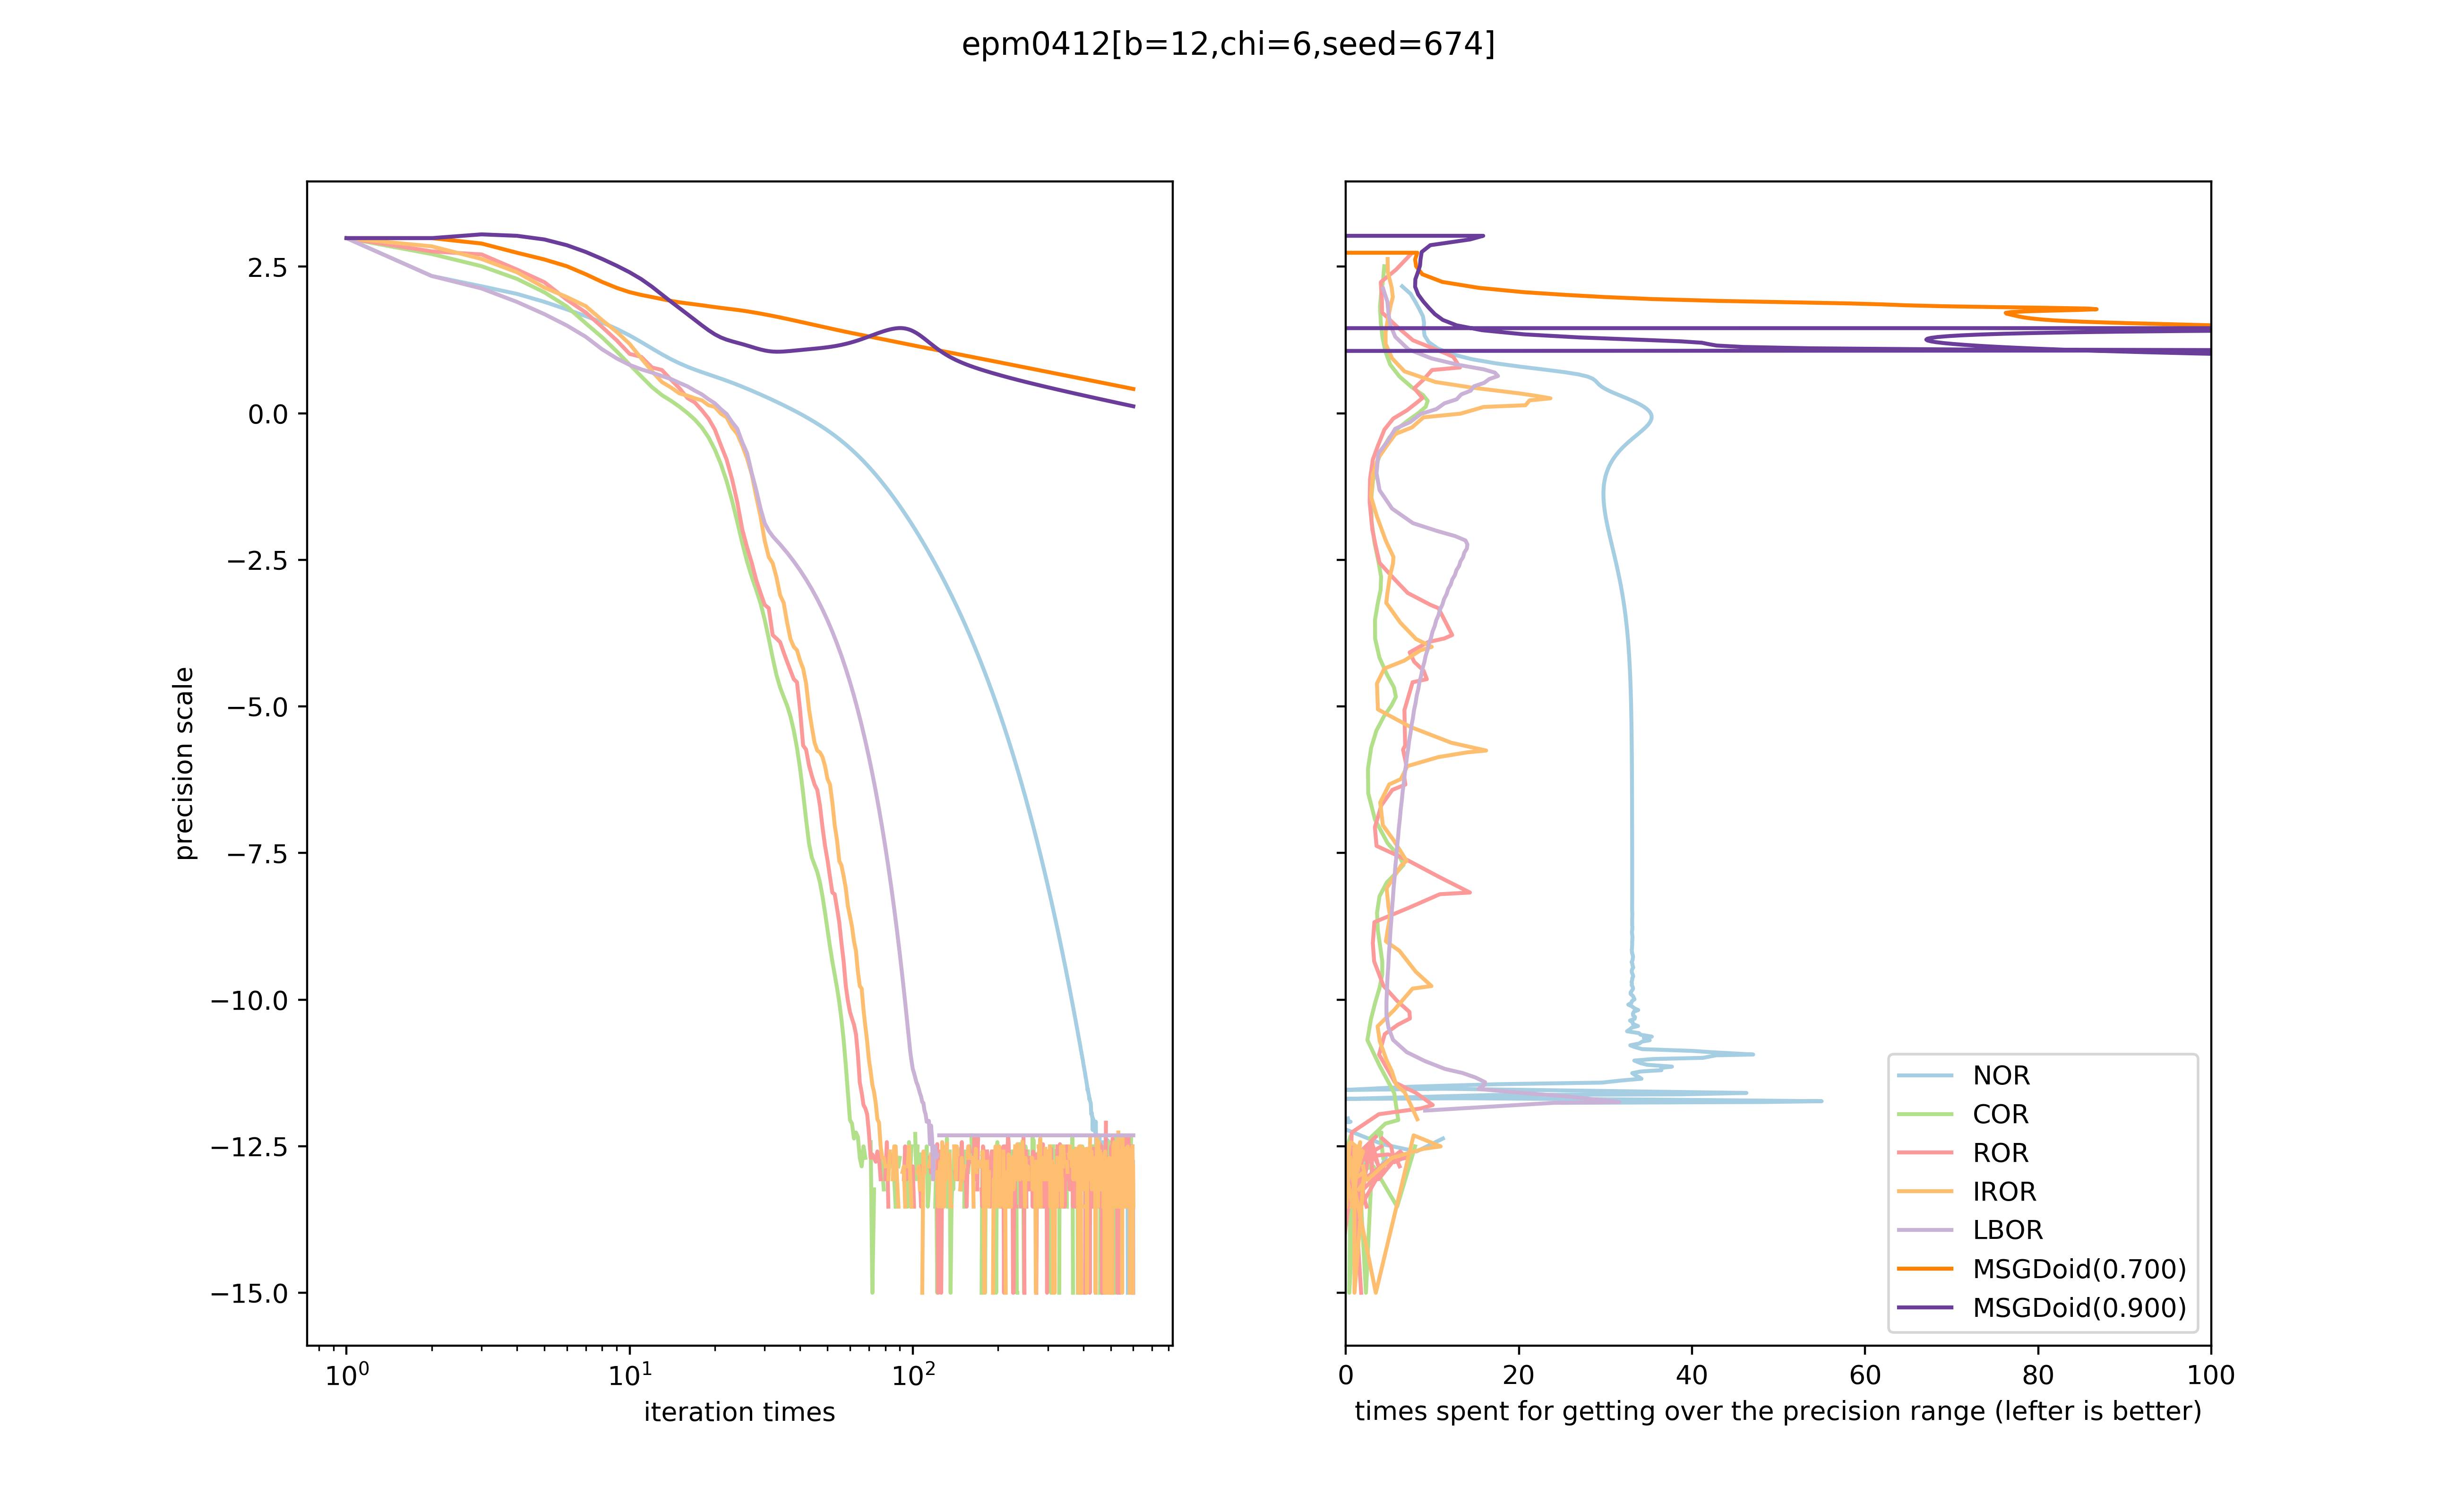 epm0412[b=12,chi=6,seed=674]
precision scale
2.5
0.0
−2.5
−5.0
−7.5
−10.0
−12.5
−15.0
10⁰ 10¹ 10²
iteration times
0 20 40 60 80 100
times spent for getting over the precision range (lefter is better)
NOR
COR
ROR
IROR
LBOR
MSGDoid(0.700)
MSGDoid(0.900)